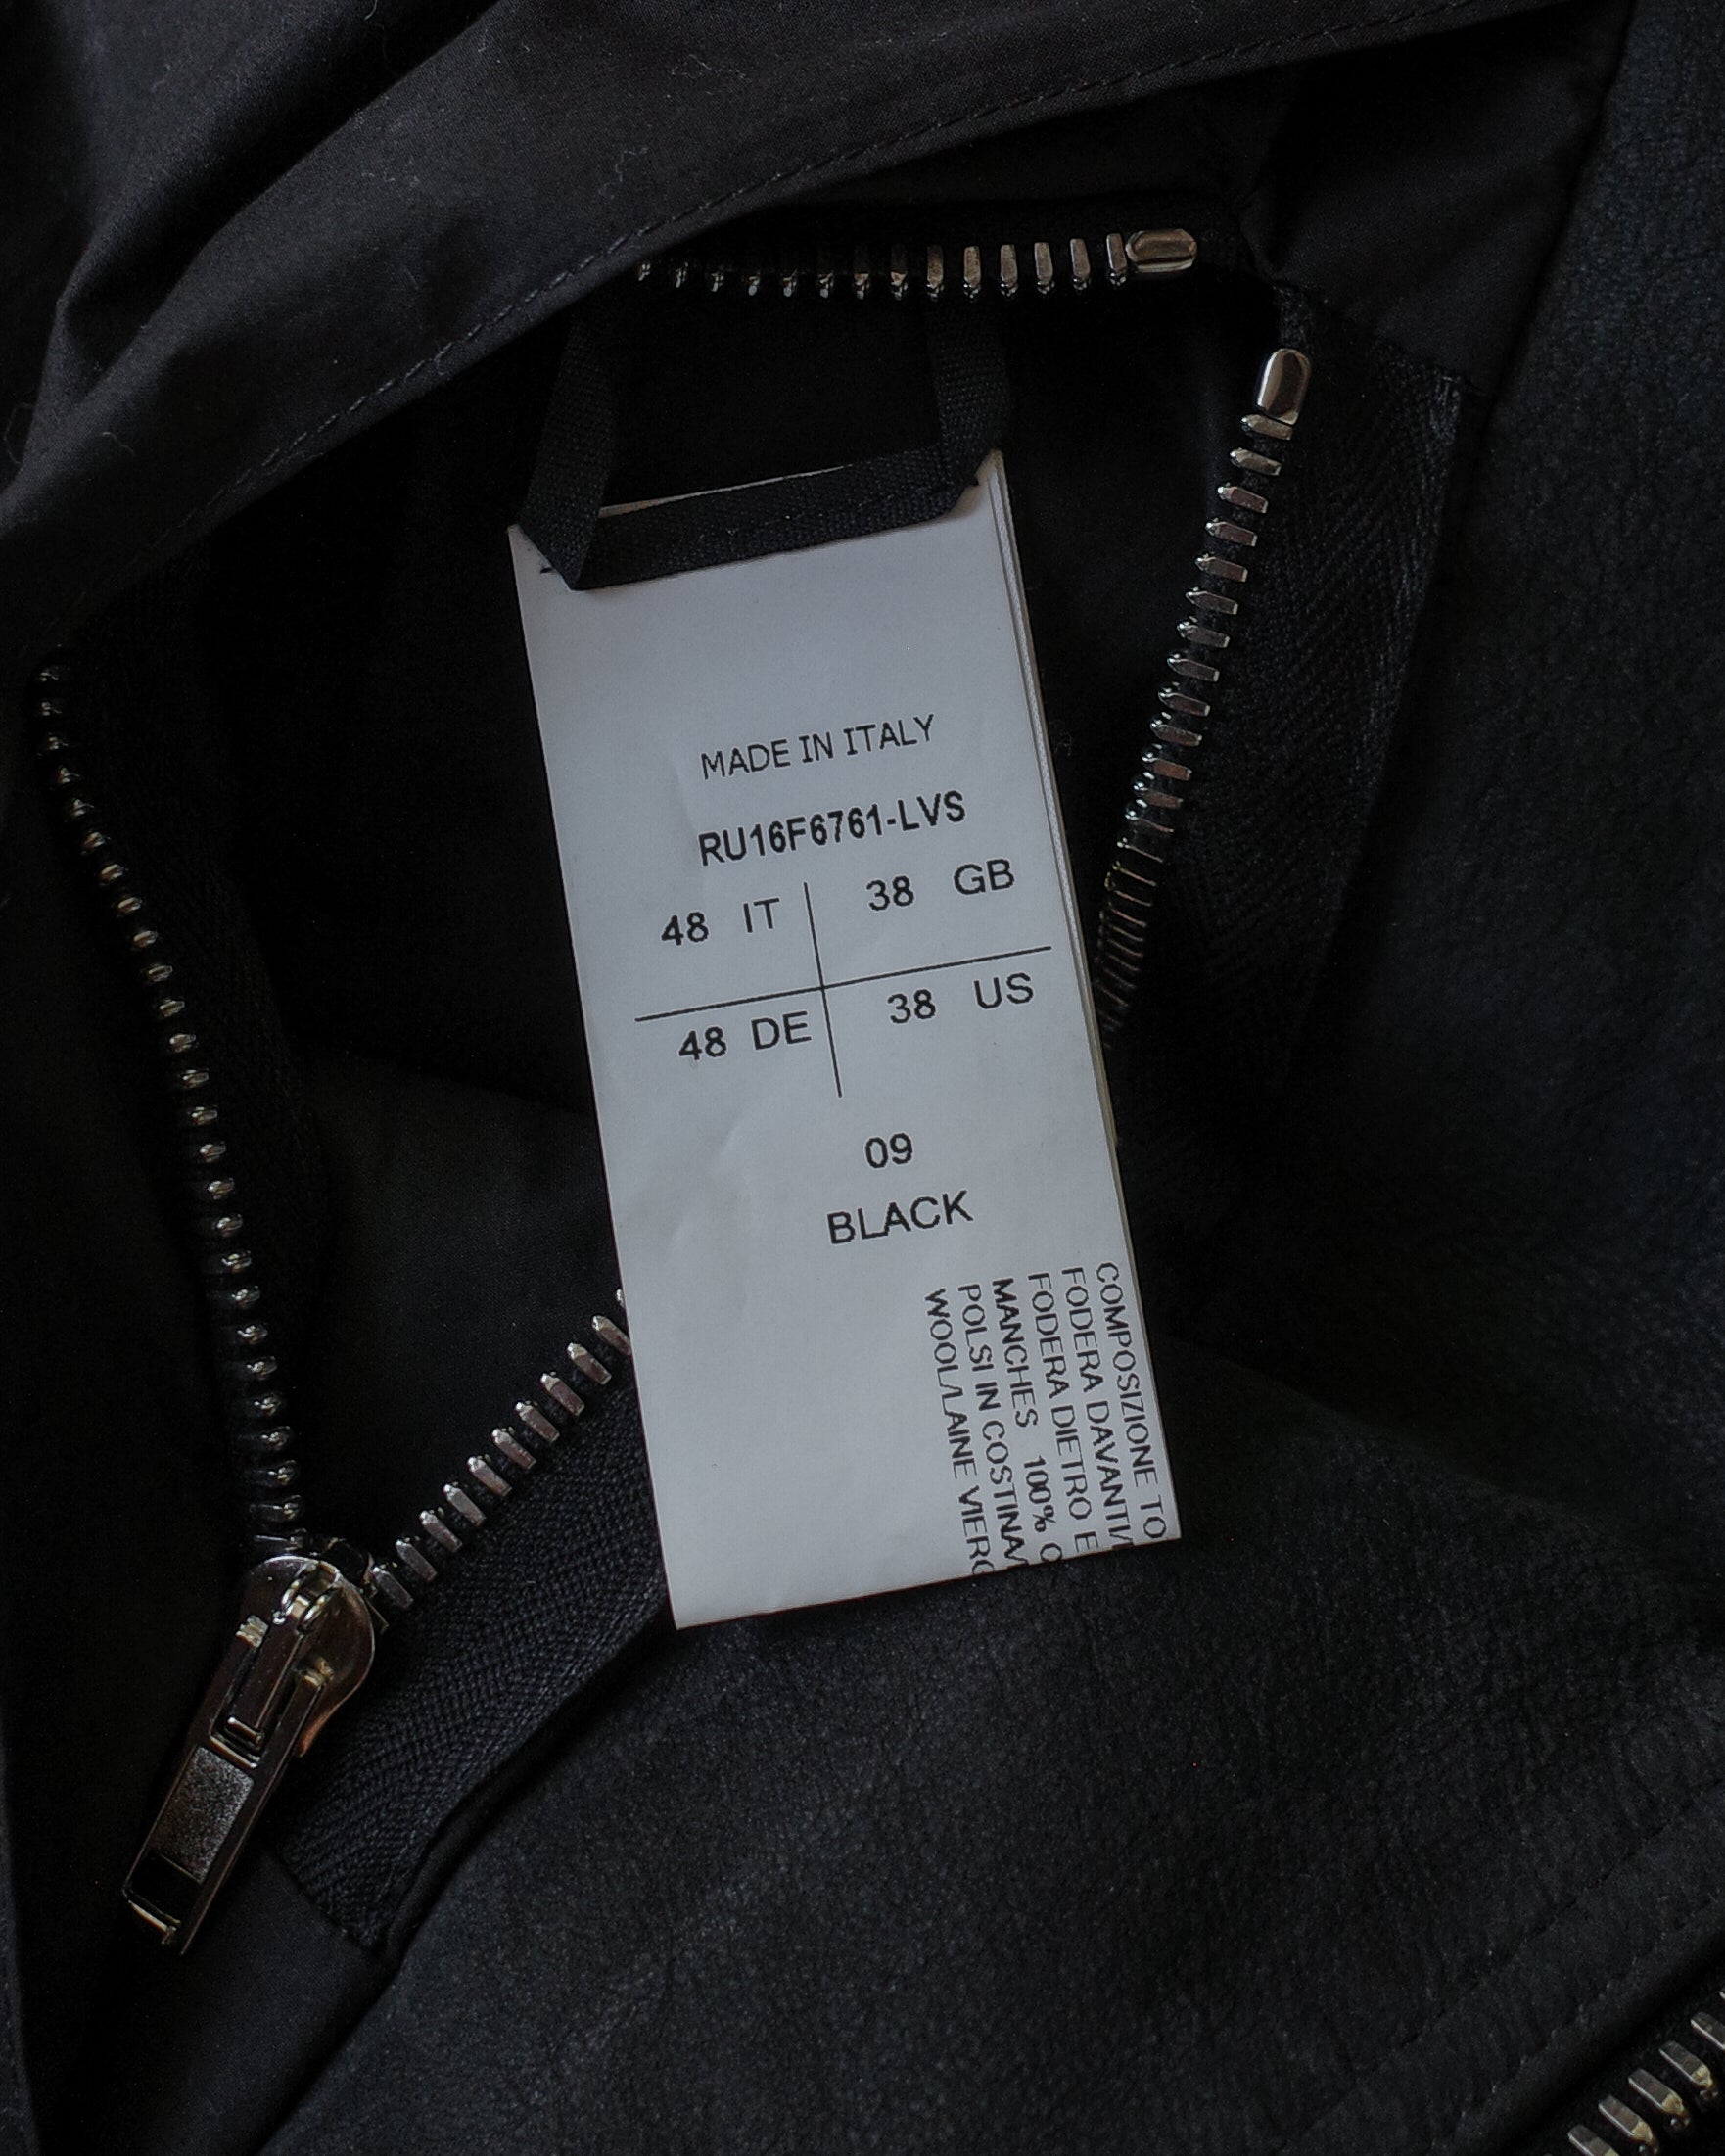 MADE IN ITALY
RU16F6761-LVS
48 IT 38 GB
48 DE 38 US
09
BLACK
COMPOSIZIONE TO
FODERA DAVANTI/
FODERA DIETRO E
MANCHES 100%
POLSI IN COSTINA/
WOOL/LAINE VIERG